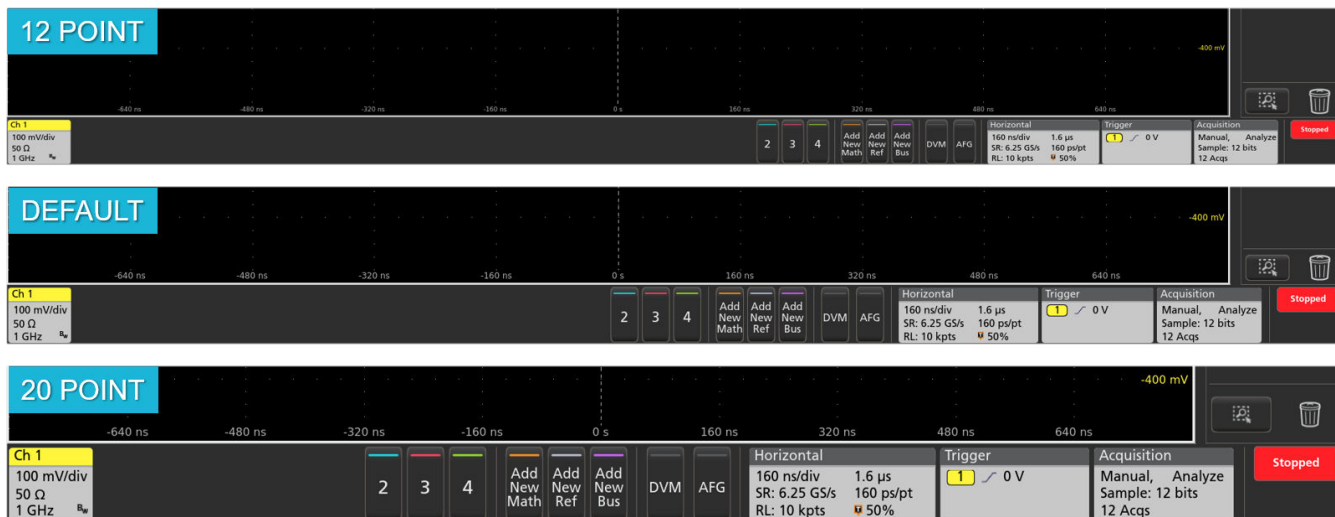 12 POINT
-400 mV
-640 ns -480 ns -320 ns -160 ns 0 s 160 ns 320 ns 480 ns 640 ns
Ch 1 Horizontal Trigger Acquisition Stopped
100 mV/div 2 3 4 Add New Math Add New Ref Add New Bus DVM AFG 160 ns/div 1.6 µs 1 0 V Manual, Analyze
50 Ω SR: 6.25 GS/s 160 ps/pt Sample: 12 bits
1 GHz Bw RL: 10 kpts 50% 12 Acqs
DEFAULT
-400 mV
-640 ns -480 ns -320 ns -160 ns 0 s 160 ns 320 ns 480 ns 640 ns
Ch 1 Horizontal Trigger Acquisition Stopped
100 mV/div 2 3 4 Add New Math Add New Ref Add New Bus DVM AFG 160 ns/div 1.6 µs 1 0 V Manual, Analyze
50 Ω SR: 6.25 GS/s 160 ps/pt Sample: 12 bits
1 GHz Bw RL: 10 kpts 50% 12 Acqs
20 POINT
-400 mV
-640 ns -480 ns -320 ns -160 ns 0 s 160 ns 320 ns 480 ns 640 ns
Ch 1 Horizontal Trigger Acquisition Stopped
100 mV/div 2 3 4 Add New Math Add New Ref Add New Bus DVM AFG 160 ns/div 1.6 µs 1 0 V Manual, Analyze
50 Ω SR: 6.25 GS/s 160 ps/pt Sample: 12 bits
1 GHz Bw RL: 10 kpts 50% 12 Acqs